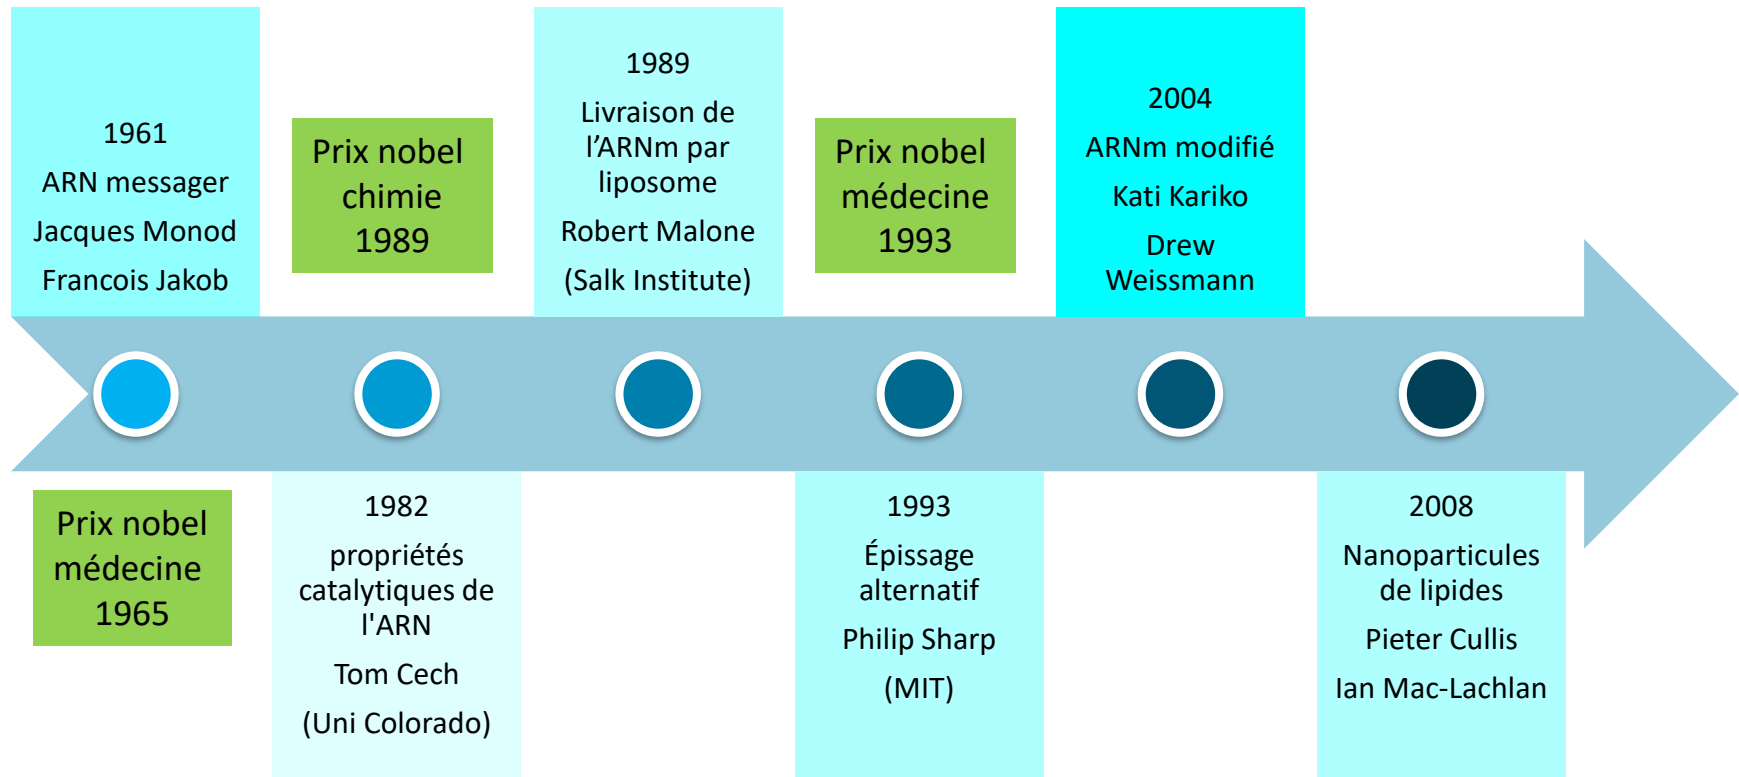 1961
ARN messager
Jacques Monod
Francois Jakob
Prix nobel
médecine
1965
Prix nobel
chimie
1989
1982
propriétés
catalytiques de
l'ARN
Tom Cech
(Uni Colorado)
1989
Livraison de
l’ARNm par
liposome
Robert Malone
(Salk Institute)
Prix nobel
médecine
1993
1993
Épissage
alternatif
Philip Sharp
(MIT)
2004
ARNm modifié
Kati Kariko
Drew
Weissmann
2008
Nanoparticules
de lipides
Pieter Cullis
Ian Mac-Lachlan